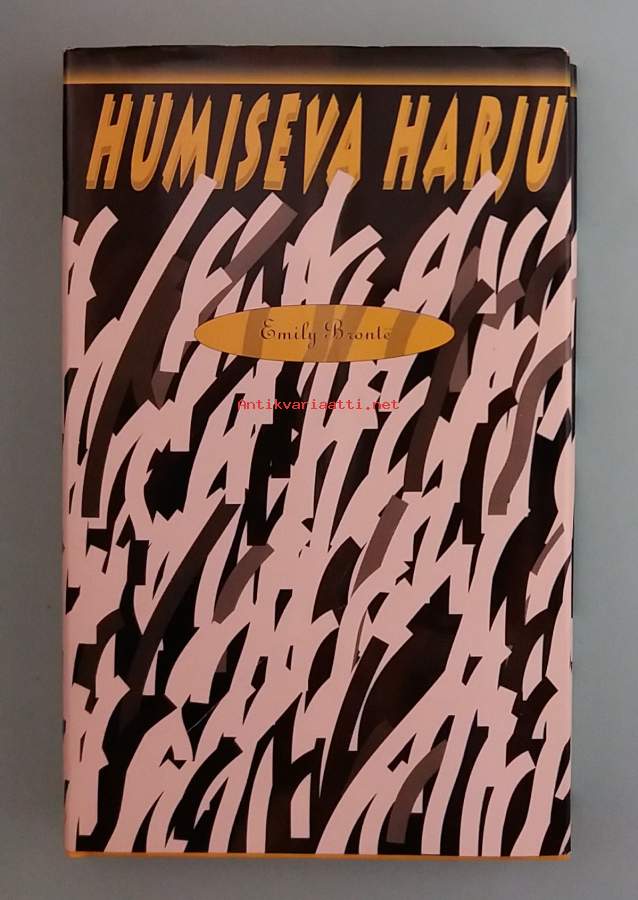 HUMISEVA HARJU
Emily Brontë
Antikvariaatti.net